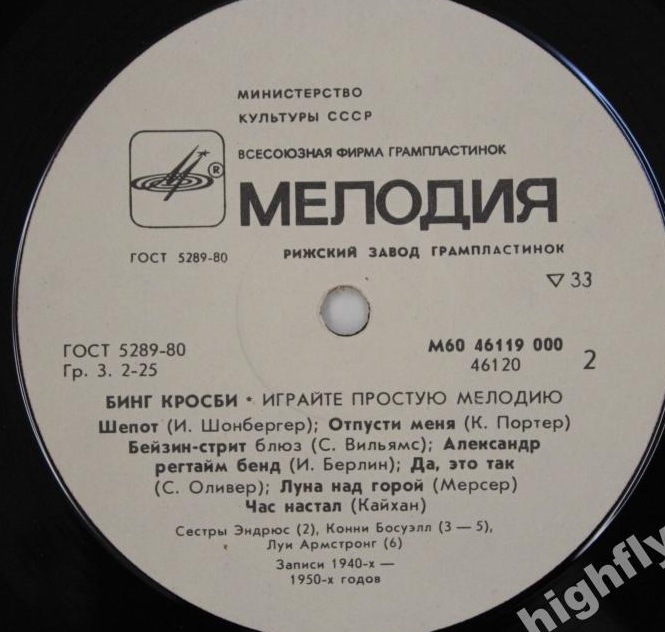 МИНИСТЕРСТВО
КУЛЬТУРЫ СССР
ВСЕСОЮЗНАЯ ФИРМА ГРАМПЛАСТИНОК
®
МЕЛОДИЯ
ГОСТ 5289-80 РИЖСКИЙ ЗАВОД ГРАМПЛАСТИНОК
▽ 33
ГОСТ 5289-80 М60 46119 000
Гр. 3. 2-25 46120 2
БИНГ КРОСБИ • ИГРАЙТЕ ПРОСТУЮ МЕЛОДИЮ
Шепот (И. Шонбергер); Отпусти меня (К. Портер)
Бейзин-стрит блюз (С. Вильямс); Александр
регтайм бенд (И. Берлин); Да, это так
(С. Оливер); Луна над горой (Мерсер)
Час настал (Кайхан)
Сестры Эндрюс (2), Конни Босуэлл (3 — 5),
Луи Армстронг (6)
Записи 1940-х —
1950-х годов
highfly